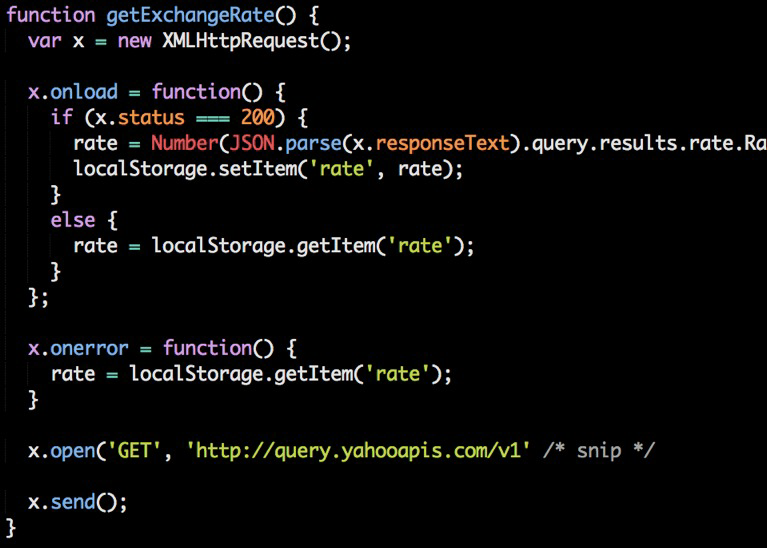 function getExchangeRate() {
var x = new XMLHttpRequest();
x.onload = function() {
if (x.status === 200) {
rate = Number(JSON.parse(x.responseText).query.results.rate.Ra
localStorage.setItem('rate', rate);
}
else {
rate = localStorage.getItem('rate');
}
};
x.onerror = function() {
rate = localStorage.getItem('rate');
}
x.open('GET', 'http://query.yahooapis.com/v1' /* snip */
x.send();
}